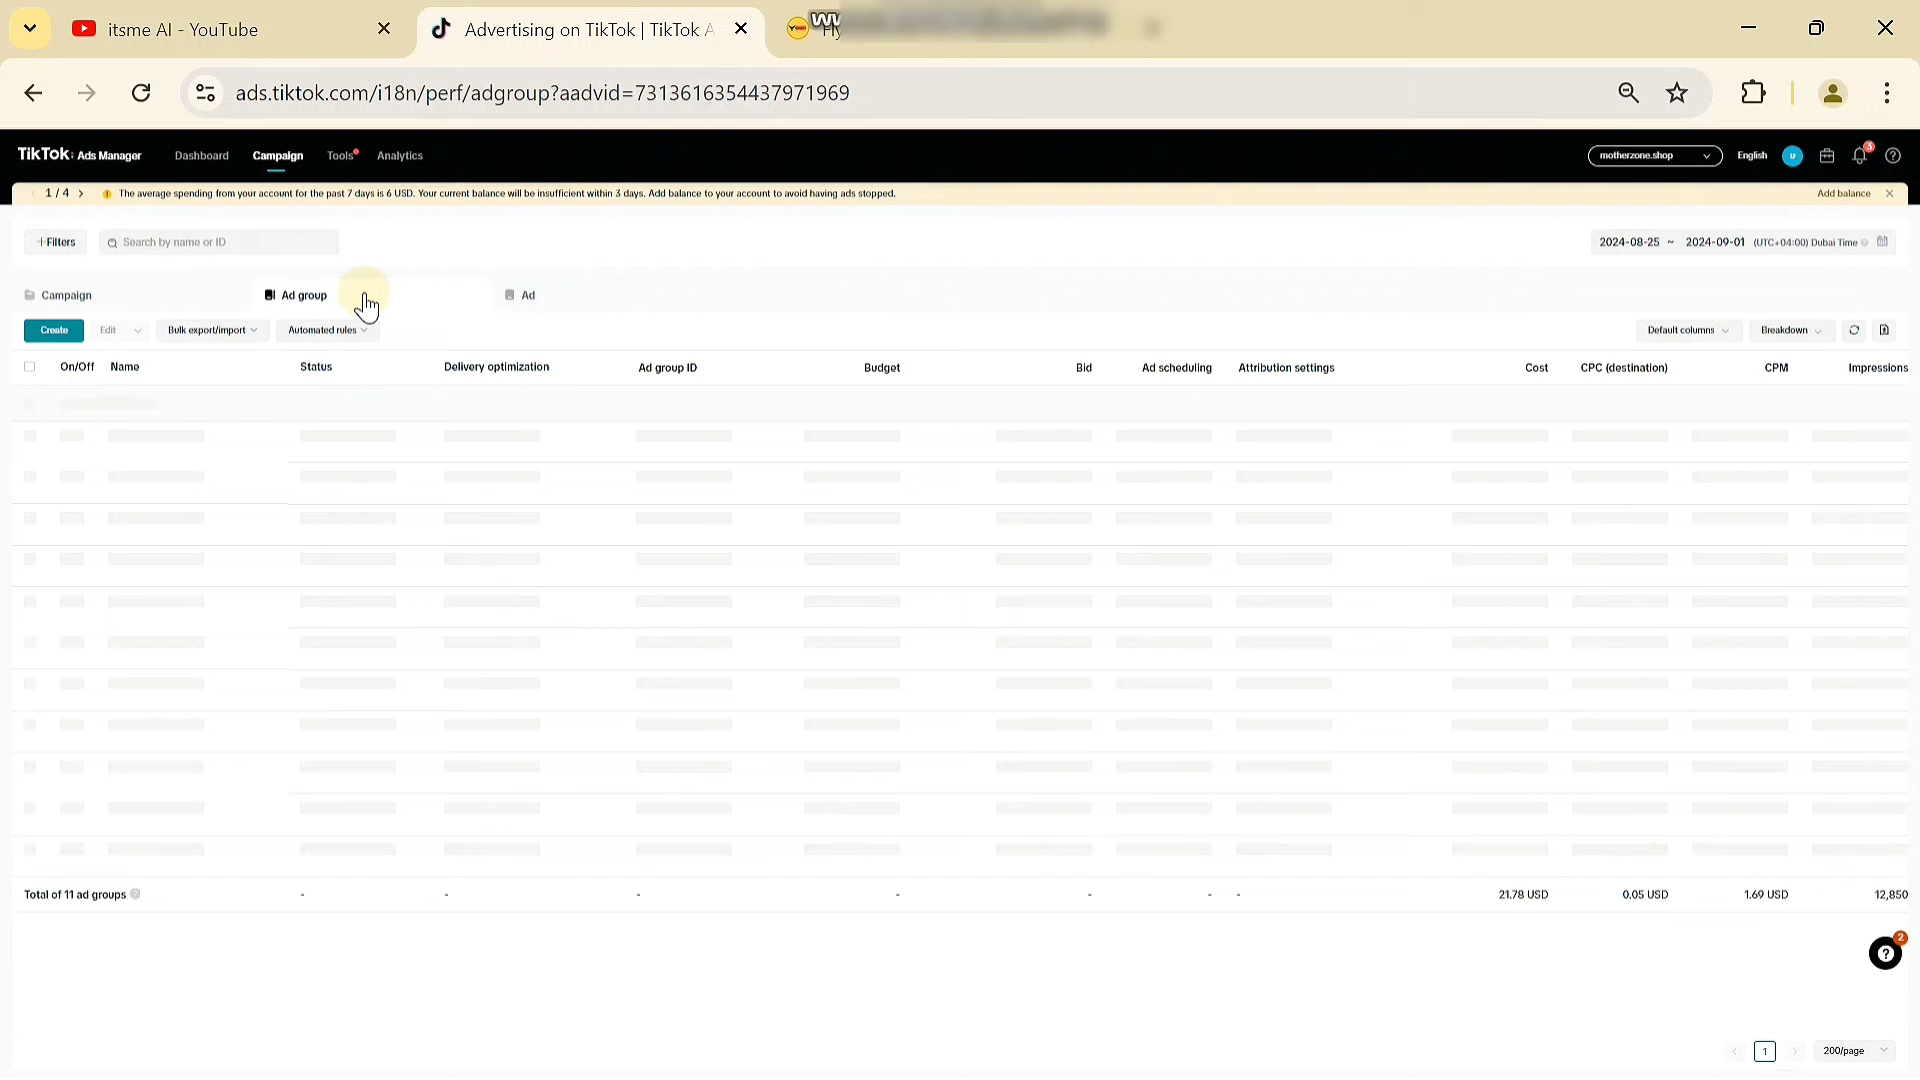 itsme AI - YouTube
Advertising on TikTok | TikTok A
ads.tiktok.com/i18n/perf/adgroup?aadvid=7313616354437971969
TikTok: Ads Manager Dashboard Campaign Tools Analytics motherzone.shop English U 3
1 / 4 The average spending from your account for the past 7 days is 6 USD. Your current balance will be insufficient within 3 days. Add balance to your account to avoid having ads stopped. Add balance
+Filters Search by name or ID 2024-08-25 ~ 2024-09-01 (UTC+04:00) Dubai Time
Campaign Ad group Ad
Create Edit Bulk export/import Automated rules Default columns Breakdown
On/Off Name Status Delivery optimization Ad group ID Budget Bid Ad scheduling Attribution settings Cost CPC (destination) CPM Impressions
Total of 11 ad groups - - - - - - - 21.78 USD 0.05 USD 1.69 USD 12,850
2
1 200/page